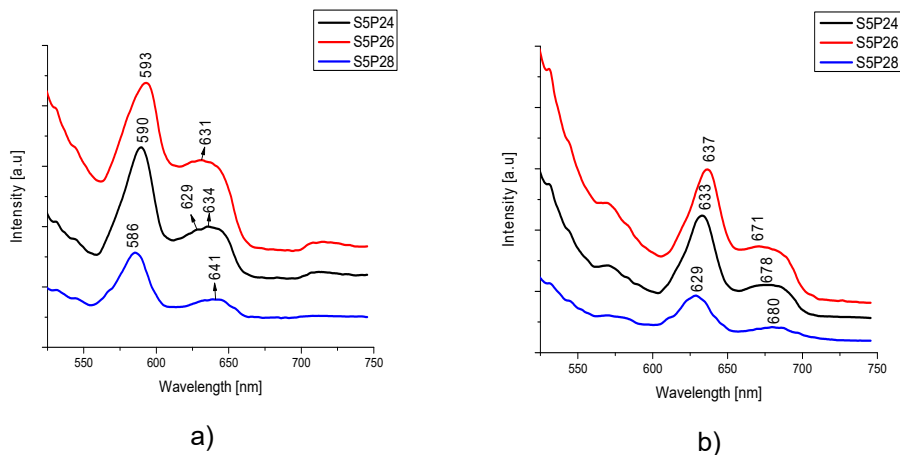 S5P24
S5P26
S5P28
593
590
631
629
634
586
641
Intensity [a.u]
550
600
650
700
750
Wavelength [nm]
a)
S5P24
S5P26
S5P28
637
633
671
678
629
680
Intensity [a.u]
550
600
650
700
750
Wavelength [nm]
b)